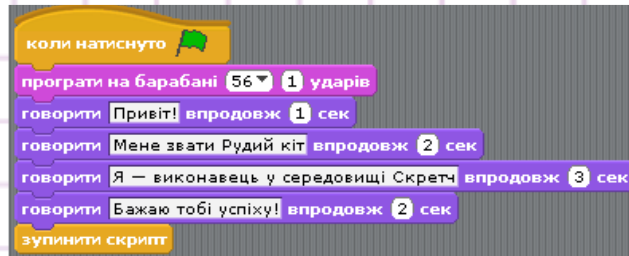 коли натиснуто
програти на барабані 56 1 ударів
говорити Привіт! впродовж 1 сек
говорити Мене звати Рудий кіт впродовж 2 сек
говорити Я — виконавець у середовищі Скретч впродовж 3 сек
говорити Бажаю тобі успіху! впродовж 2 сек
зупинити скрипт